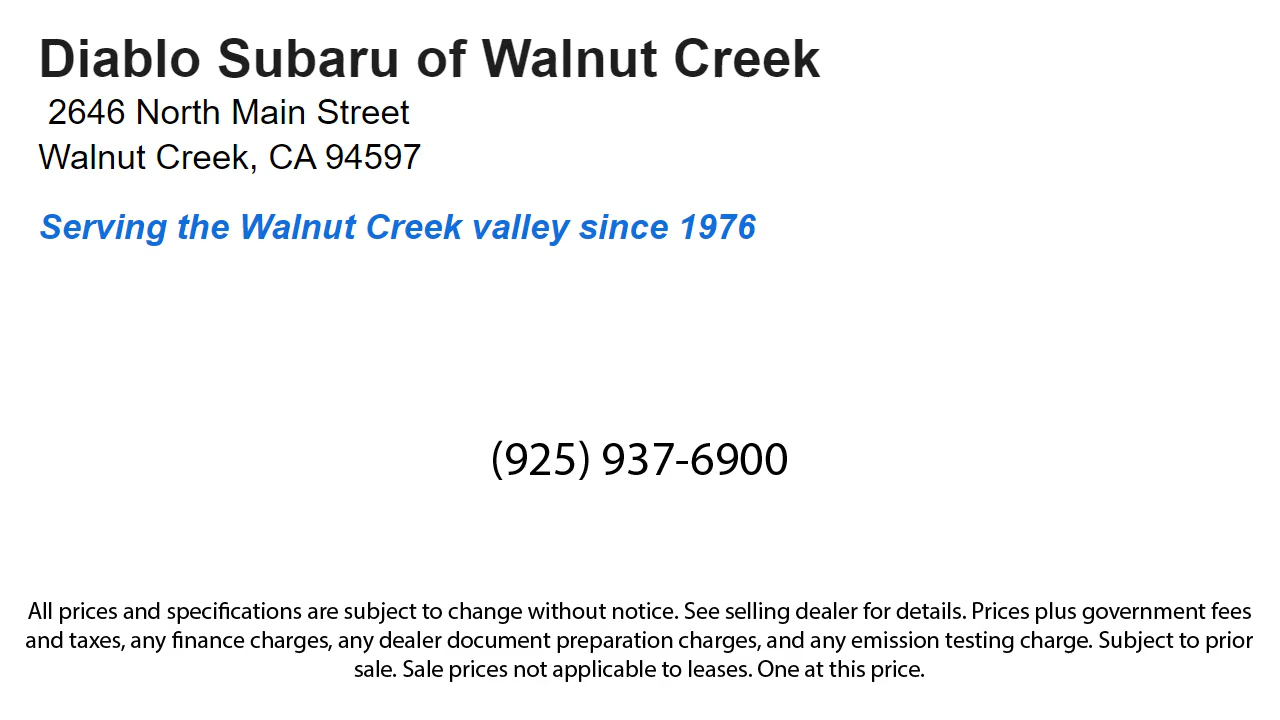 Diablo Subaru of Walnut Creek
2646 North Main Street
Walnut Creek, CA 94597
Serving the Walnut Creek valley since 1976
(925) 937-6900
All prices and specifications are subject to change without notice. See selling dealer for details. Prices plus government fees
and taxes, any finance charges, any dealer document preparation charges, and any emission testing charge. Subject to prior
sale. Sale prices not applicable to leases. One at this price.